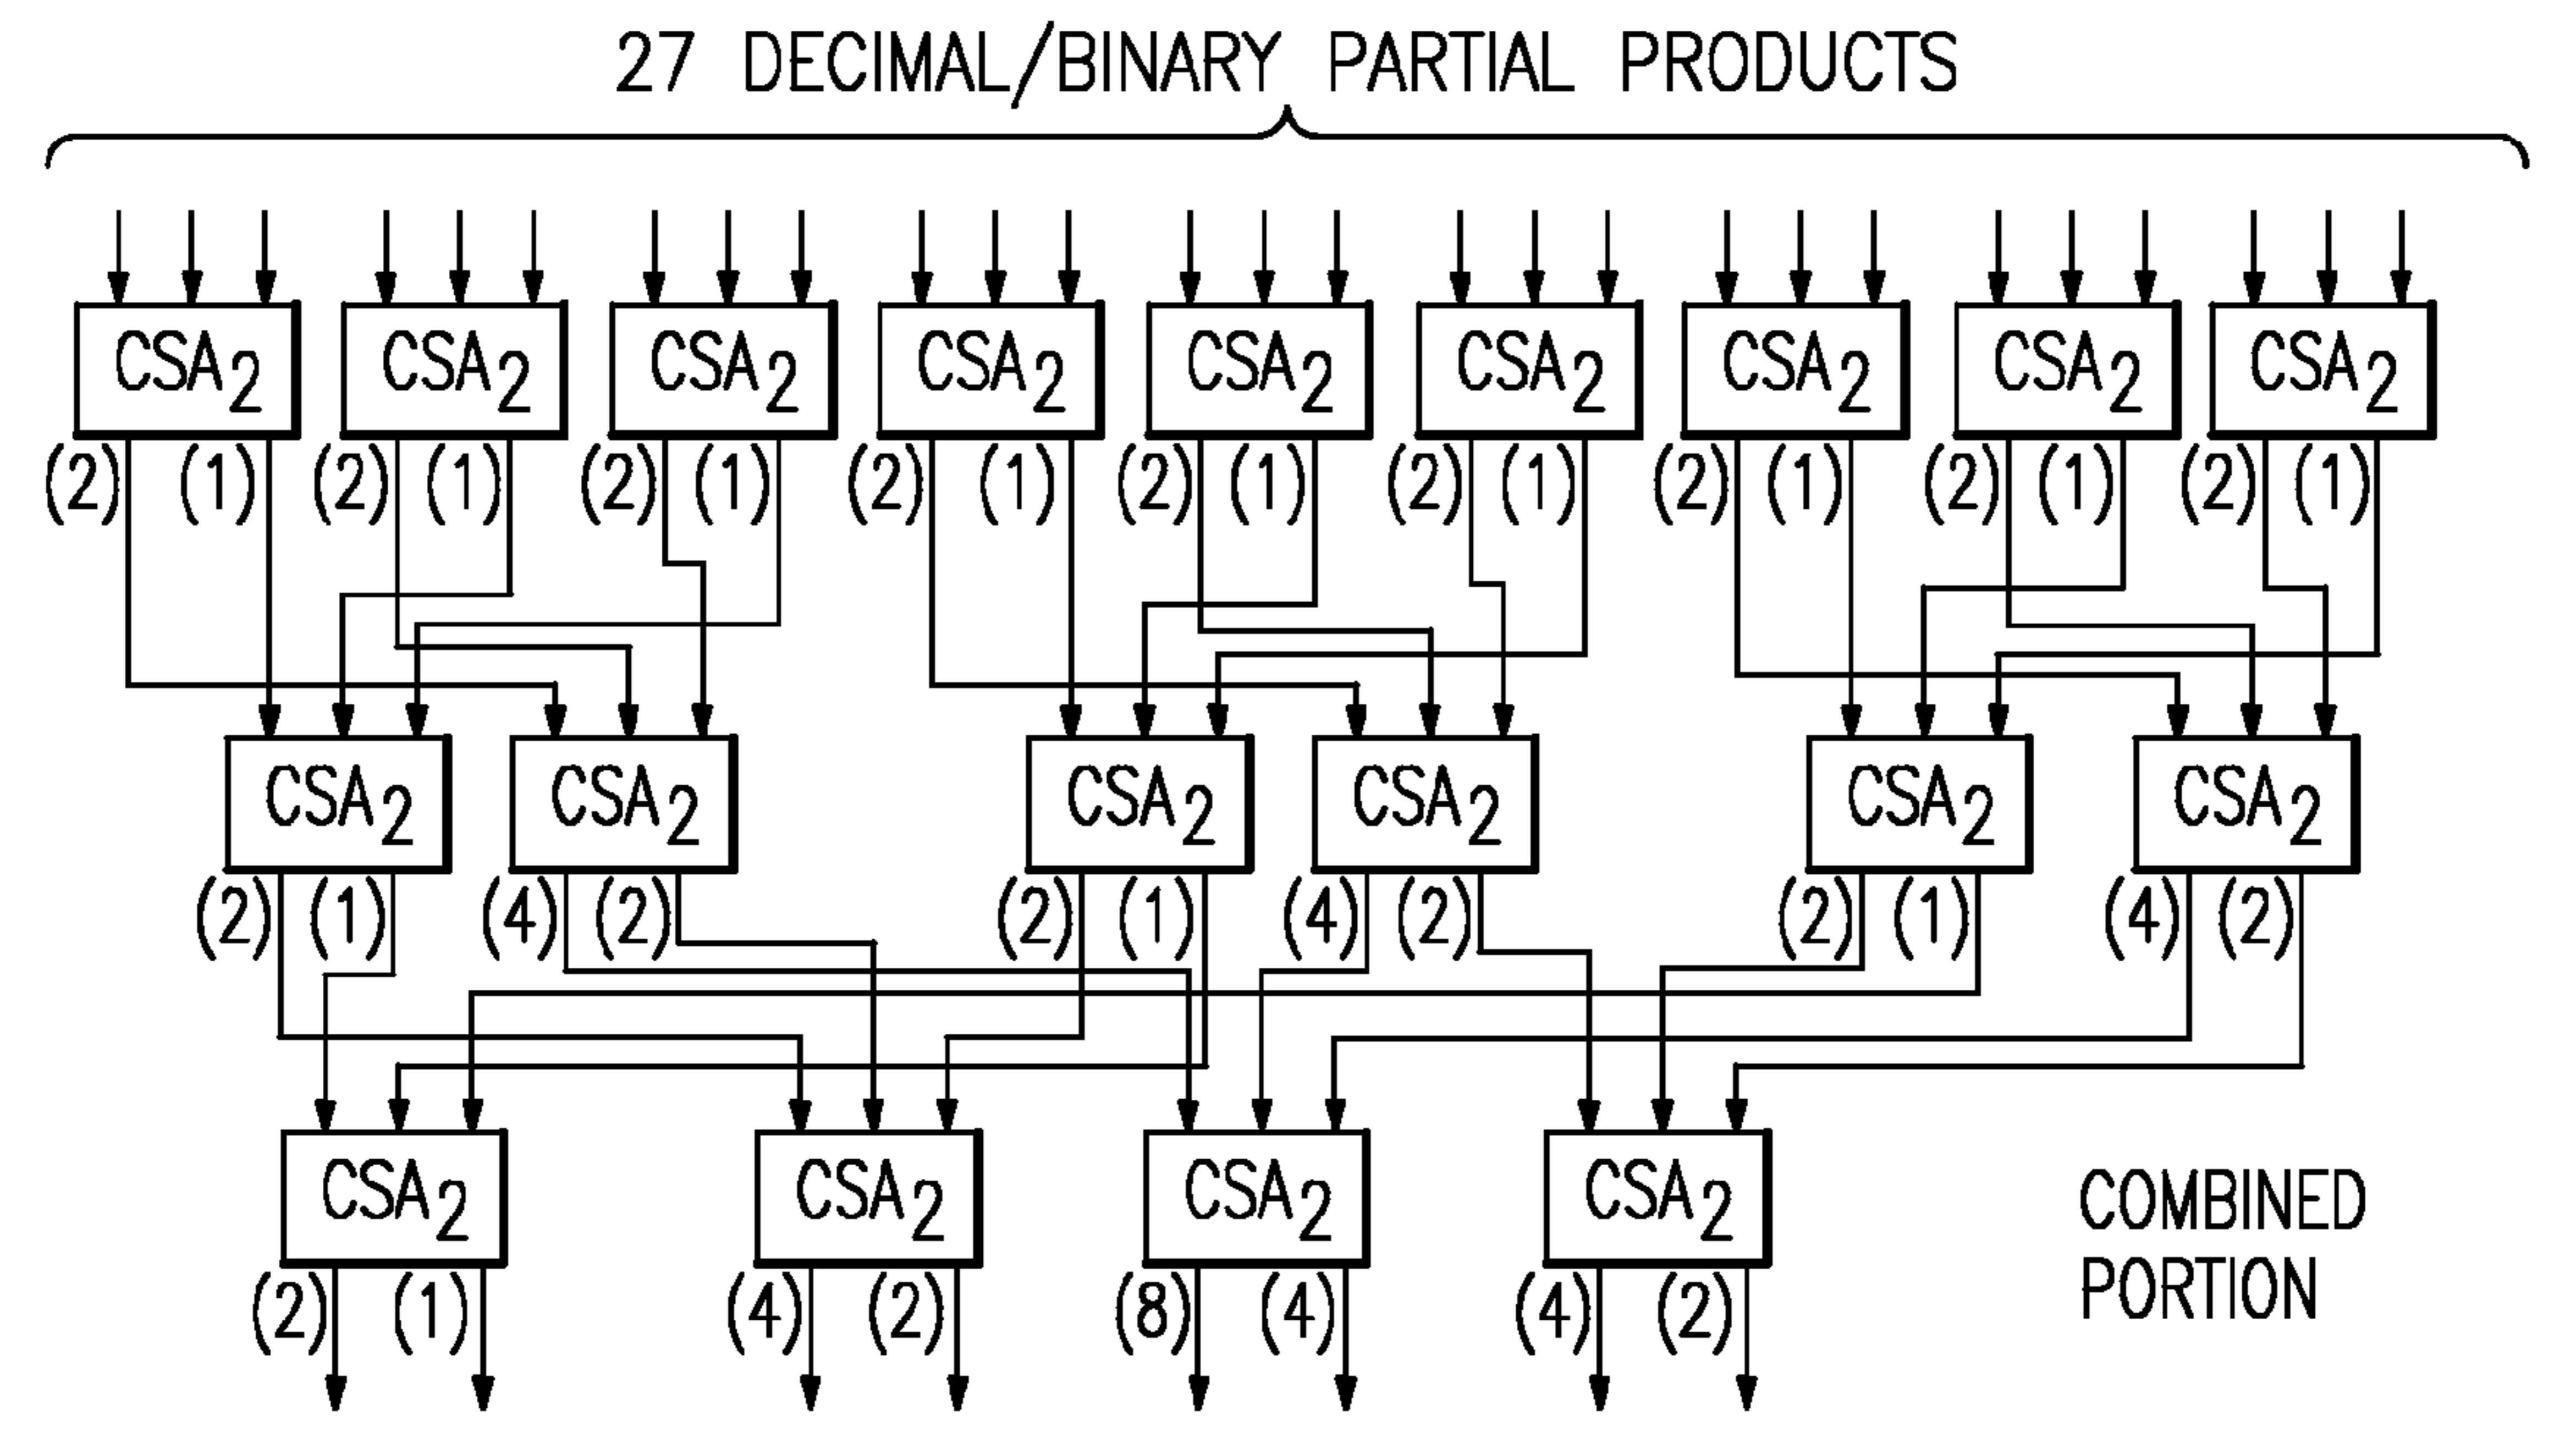 27 DECIMAL/BINARY PARTIAL PRODUCTS
CSA2 CSA2 CSA2 CSA2 CSA2 CSA2 CSA2 CSA2 CSA2
(2) (1) (2) (1) (2) (1) (2) (1) (2) (1) (2) (1) (2) (1) (2) (1) (2) (1)
CSA2 CSA2 CSA2 CSA2 CSA2 CSA2
(2) (1) (4) (2) (2) (1) (4) (2) (2) (1) (4) (2)
CSA2 CSA2 CSA2 CSA2
(2) (1) (4) (2) (8) (4) (4) (2)
COMBINED
PORTION